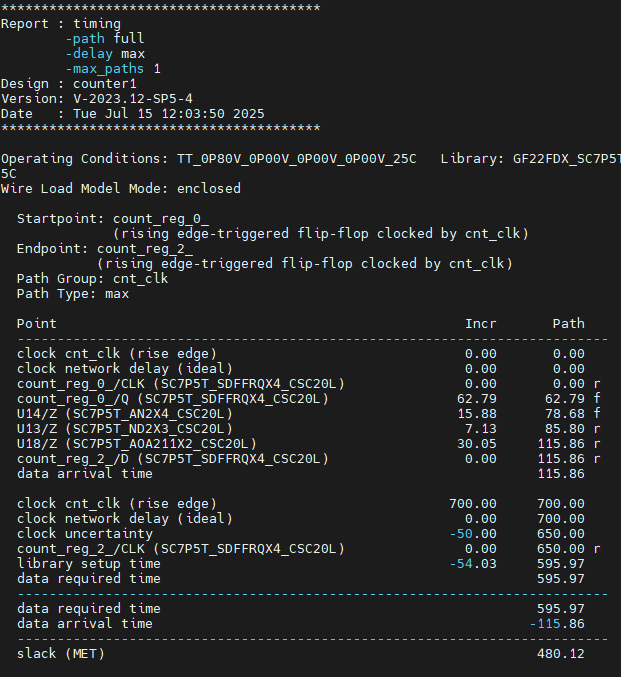 ****************************************
Report : timing
        -path full
        -delay max
        -max_paths 1
Design : counter1
Version: V-2023.12-SP5-4
Date   : Tue Jul 15 12:03:50 2025
****************************************
Operating Conditions: TT_0P80V_0P00V_0P00V_0P00V_25C   Library: GF22FDX_SC7P5T
5C
Wire Load Model Mode: enclosed
  Startpoint: count_reg_0_
              (rising edge-triggered flip-flop clocked by cnt_clk)
  Endpoint: count_reg_2_
            (rising edge-triggered flip-flop clocked by cnt_clk)
  Path Group: cnt_clk
  Path Type: max
  Point                                                   Incr       Path
  --------------------------------------------------------------------------
  clock cnt_clk (rise edge)                               0.00       0.00
  clock network delay (ideal)                             0.00       0.00
  count_reg_0_/CLK (SC7P5T_SDFFRQX4_CSC20L)               0.00       0.00 r
  count_reg_0_/Q (SC7P5T_SDFFRQX4_CSC20L)                62.79      62.79 f
  U14/Z (SC7P5T_AN2X4_CSC20L)                            15.88      78.68 f
  U13/Z (SC7P5T_ND2X3_CSC20L)                             7.13      85.80 r
  U18/Z (SC7P5T_AOA211X2_CSC20L)                         30.05     115.86 r
  count_reg_2_/D (SC7P5T_SDFFRQX4_CSC20L)                 0.00     115.86 r
  data arrival time                                                115.86
  clock cnt_clk (rise edge)                             700.00     700.00
  clock network delay (ideal)                             0.00     700.00
  clock uncertainty                                     -50.00     650.00
  count_reg_2_/CLK (SC7P5T_SDFFRQX4_CSC20L)               0.00     650.00 r
  library setup time                                    -54.03     595.97
  data required time                                               595.97
  --------------------------------------------------------------------------
  data required time                                               595.97
  data arrival time                                               -115.86
  --------------------------------------------------------------------------
  slack (MET)                                                      480.12